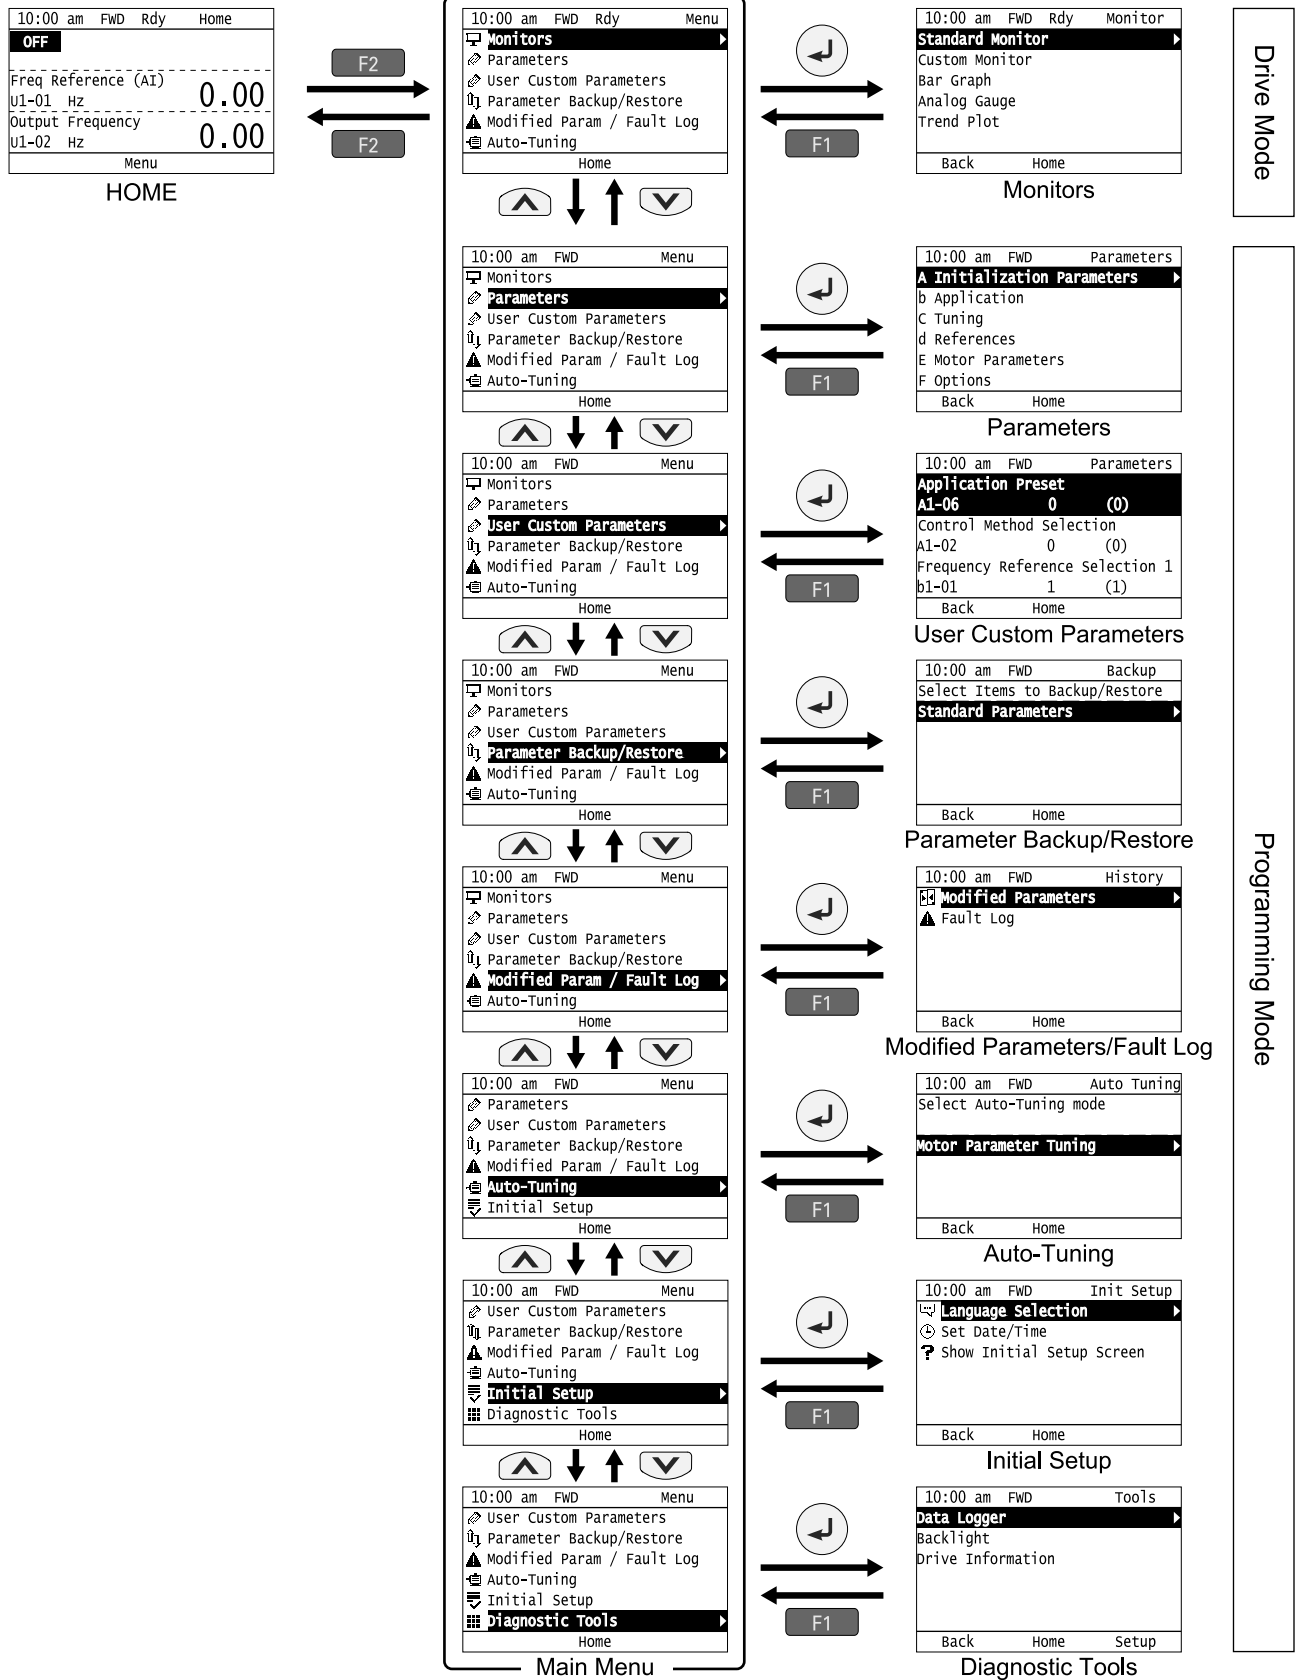 10:00 am FWD Rdy Home
OFF
Freq Reference (AI)
U1-01 Hz 0.00
Output Frequency
U1-02 Hz 0.00
Menu
HOME
F2
F2
10:00 am FWD Rdy Menu
Monitors
Parameters
User Custom Parameters
Parameter Backup/Restore
Modified Param / Fault Log
Auto-Tuning
Home
F1
10:00 am FWD Rdy Monitor
Standard Monitor
Custom Monitor
Bar Graph
Analog Gauge
Trend Plot
Back Home
Monitors
Drive Mode
10:00 am FWD Menu
Monitors
Parameters
User Custom Parameters
Parameter Backup/Restore
Modified Param / Fault Log
Auto-Tuning
Home
F1
10:00 am FWD Parameters
A Initialization Parameters
b Application
C Tuning
d References
E Motor Parameters
F Options
Back Home
Parameters
10:00 am FWD Menu
Monitors
Parameters
User Custom Parameters
Parameter Backup/Restore
Modified Param / Fault Log
Auto-Tuning
Home
F1
10:00 am FWD Parameters
Application Preset
A1-06 0 (0)
Control Method Selection
A1-02 0 (0)
Frequency Reference Selection 1
b1-01 1 (1)
Back Home
User Custom Parameters
10:00 am FWD Menu
Monitors
Parameters
User Custom Parameters
Parameter Backup/Restore
Modified Param / Fault Log
Auto-Tuning
Home
F1
10:00 am FWD Backup
Select Items to Backup/Restore
Standard Parameters
Back Home
Parameter Backup/Restore
10:00 am FWD Menu
Monitors
Parameters
User Custom Parameters
Parameter Backup/Restore
Modified Param / Fault Log
Auto-Tuning
Home
F1
10:00 am FWD History
Modified Parameters
Fault Log
Back Home
Modified Parameters/Fault Log
10:00 am FWD Menu
Parameters
User Custom Parameters
Parameter Backup/Restore
Modified Param / Fault Log
Auto-Tuning
Initial Setup
Home
F1
10:00 am FWD Auto Tuning
Select Auto-Tuning mode
Motor Parameter Tuning
Back Home
Auto-Tuning
10:00 am FWD Menu
User Custom Parameters
Parameter Backup/Restore
Modified Param / Fault Log
Auto-Tuning
Initial Setup
Diagnostic Tools
Home
F1
10:00 am FWD Init Setup
Language Selection
Set Date/Time
? Show Initial Setup Screen
Back Home
Initial Setup
10:00 am FWD Menu
User Custom Parameters
Parameter Backup/Restore
Modified Param / Fault Log
Auto-Tuning
Initial Setup
Diagnostic Tools
Home
Main Menu
F1
10:00 am FWD Tools
Data Logger
Backlight
Drive Information
Back Home Setup
Diagnostic Tools
Programming Mode